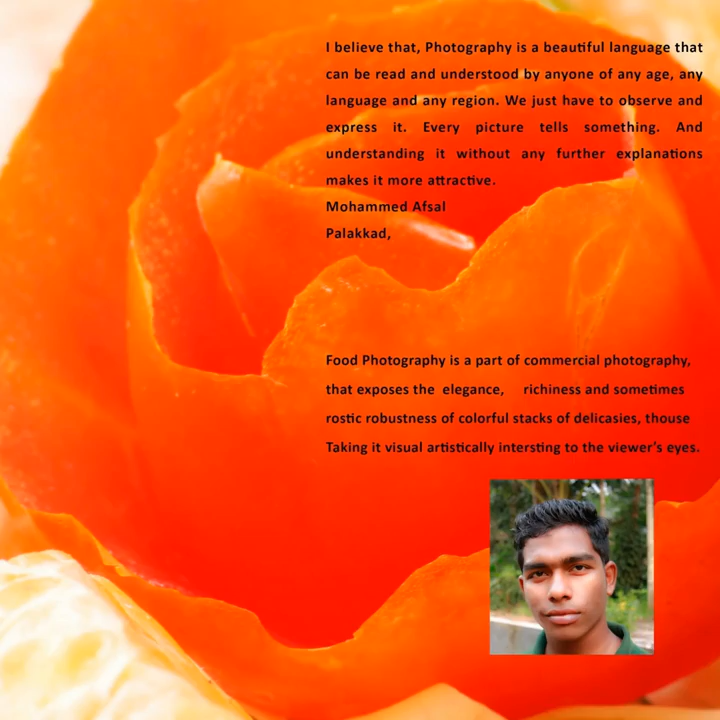 I believe that, Photography is a beautiful language that
can be read and understood by anyone of any age, any
language and any region. We just have to observe and
express it. Every picture tells something. And
understanding it without any further explanations
makes it more attractive.
Mohammed Afsal
Palakkad,
Food Photography is a part of commercial photography,
that exposes the elegance, richiness and sometimes
rostic robustness of colorful stacks of delicasies, thouse
Taking it visual artistically intersting to the viewer's eyes.